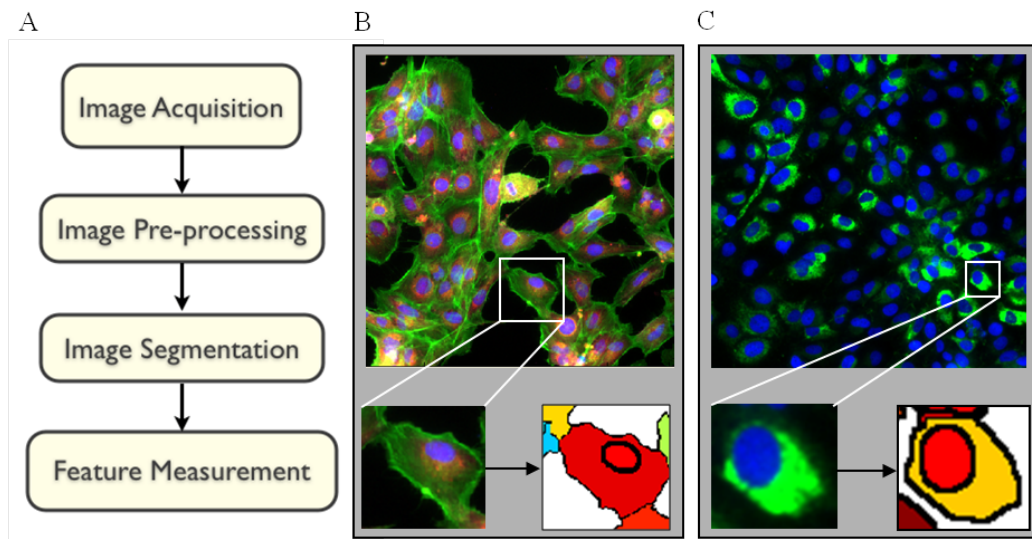 A
B
C
Image Acquisition
Image Pre-processing
Image Segmentation
Feature Measurement